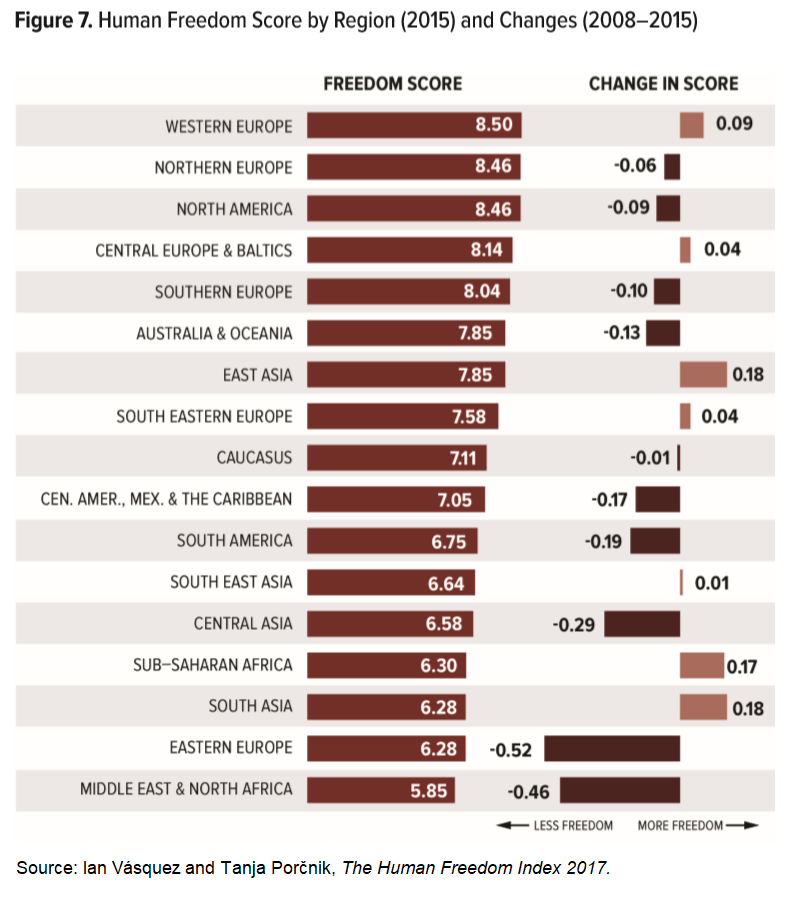 Figure 7. Human Freedom Score by Region (2015) and Changes (2008–2015)
FREEDOM SCORE CHANGE IN SCORE
WESTERN EUROPE 8.50 0.09
NORTHERN EUROPE 8.46 -0.06
NORTH AMERICA 8.46 -0.09
CENTRAL EUROPE & BALTICS 8.14 0.04
SOUTHERN EUROPE 8.04 -0.10
AUSTRALIA & OCEANIA 7.85 -0.13
EAST ASIA 7.85 0.18
SOUTH EASTERN EUROPE 7.58 0.04
CAUCASUS 7.11 -0.01
CEN. AMER., MEX. & THE CARIBBEAN 7.05 -0.17
SOUTH AMERICA 6.75 -0.19
SOUTH EAST ASIA 6.64 0.01
CENTRAL ASIA 6.58 -0.29
SUB–SAHARAN AFRICA 6.30 0.17
SOUTH ASIA 6.28 0.18
EASTERN EUROPE 6.28 -0.52
MIDDLE EAST & NORTH AFRICA 5.85 -0.46
LESS FREEDOM MORE FREEDOM
Source: Ian Vásquez and Tanja Porčnik, The Human Freedom Index 2017.